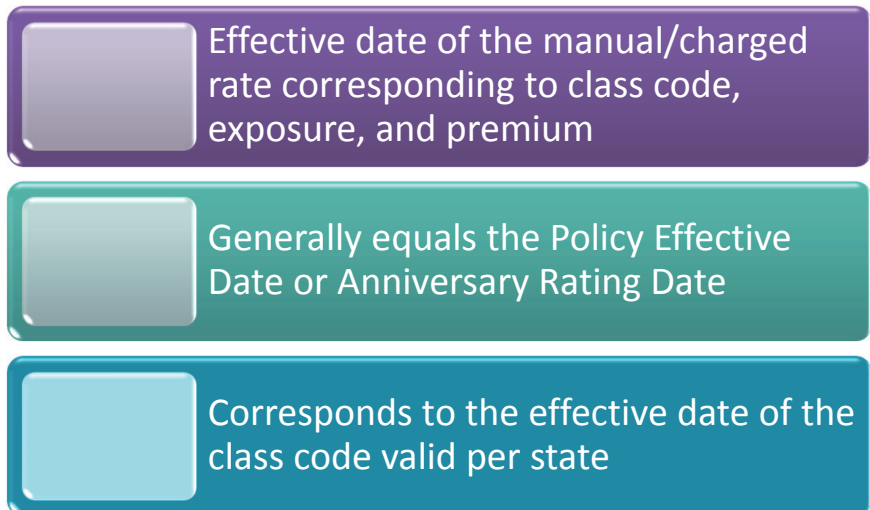 Effective date of the manual/charged
rate corresponding to class code,
exposure, and premium
Generally equals the Policy Effective
Date or Anniversary Rating Date
Corresponds to the effective date of the
class code valid per state